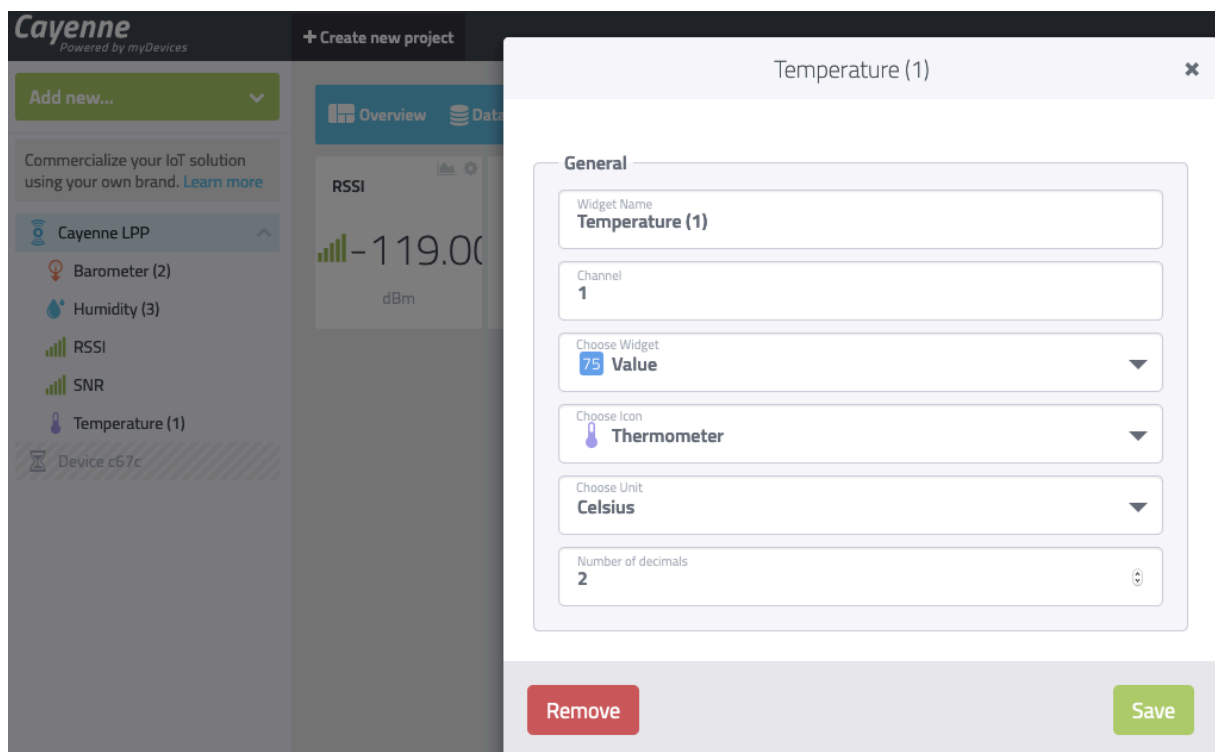 Cayenne
Powered by myDevices
+ Create new project
Add new...
Commercialize your IoT solution
using your own brand. Learn more
Cayenne LPP
Barometer (2)
Humidity (3)
RSSI
SNR
Temperature (1)
Device c67c
Overview
Data
RSSI
-119.00
dBm
Temperature (1)
General
Widget Name
Temperature (1)
Channel
1
Choose Widget
75 Value
Choose Icon
Thermometer
Choose Unit
Celsius
Number of decimals
2
Remove
Save